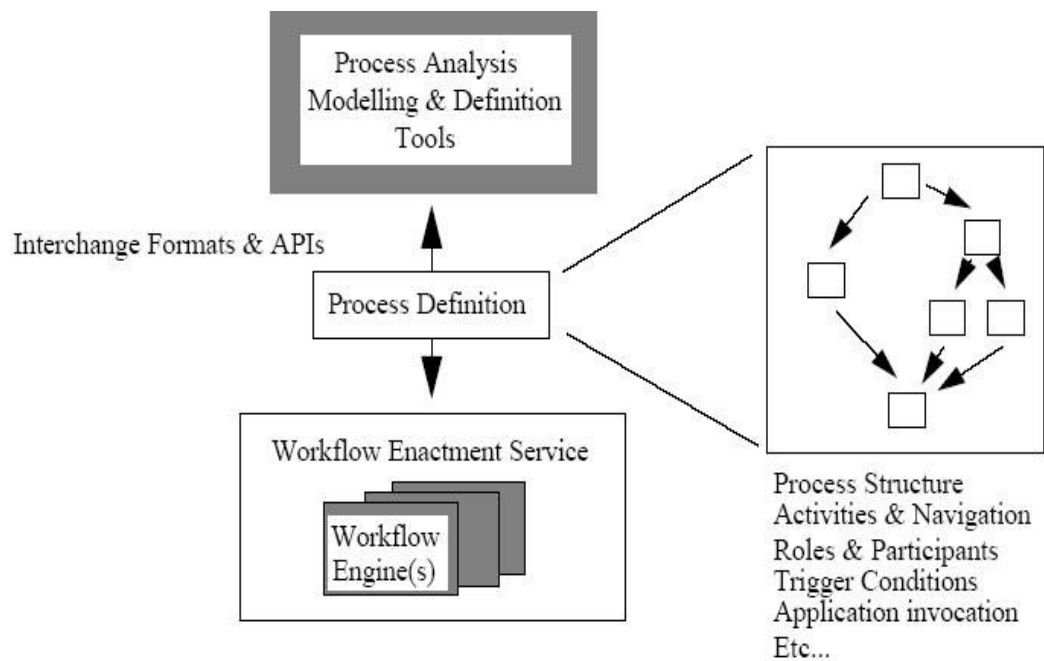 Process Analysis
Modelling & Definition
Tools
Interchange Formats & APIs
Process Definition
Workflow Enactment Service
Workflow
Engine(s)
Process Structure
Activities & Navigation
Roles & Participants
Trigger Conditions
Application invocation
Etc...